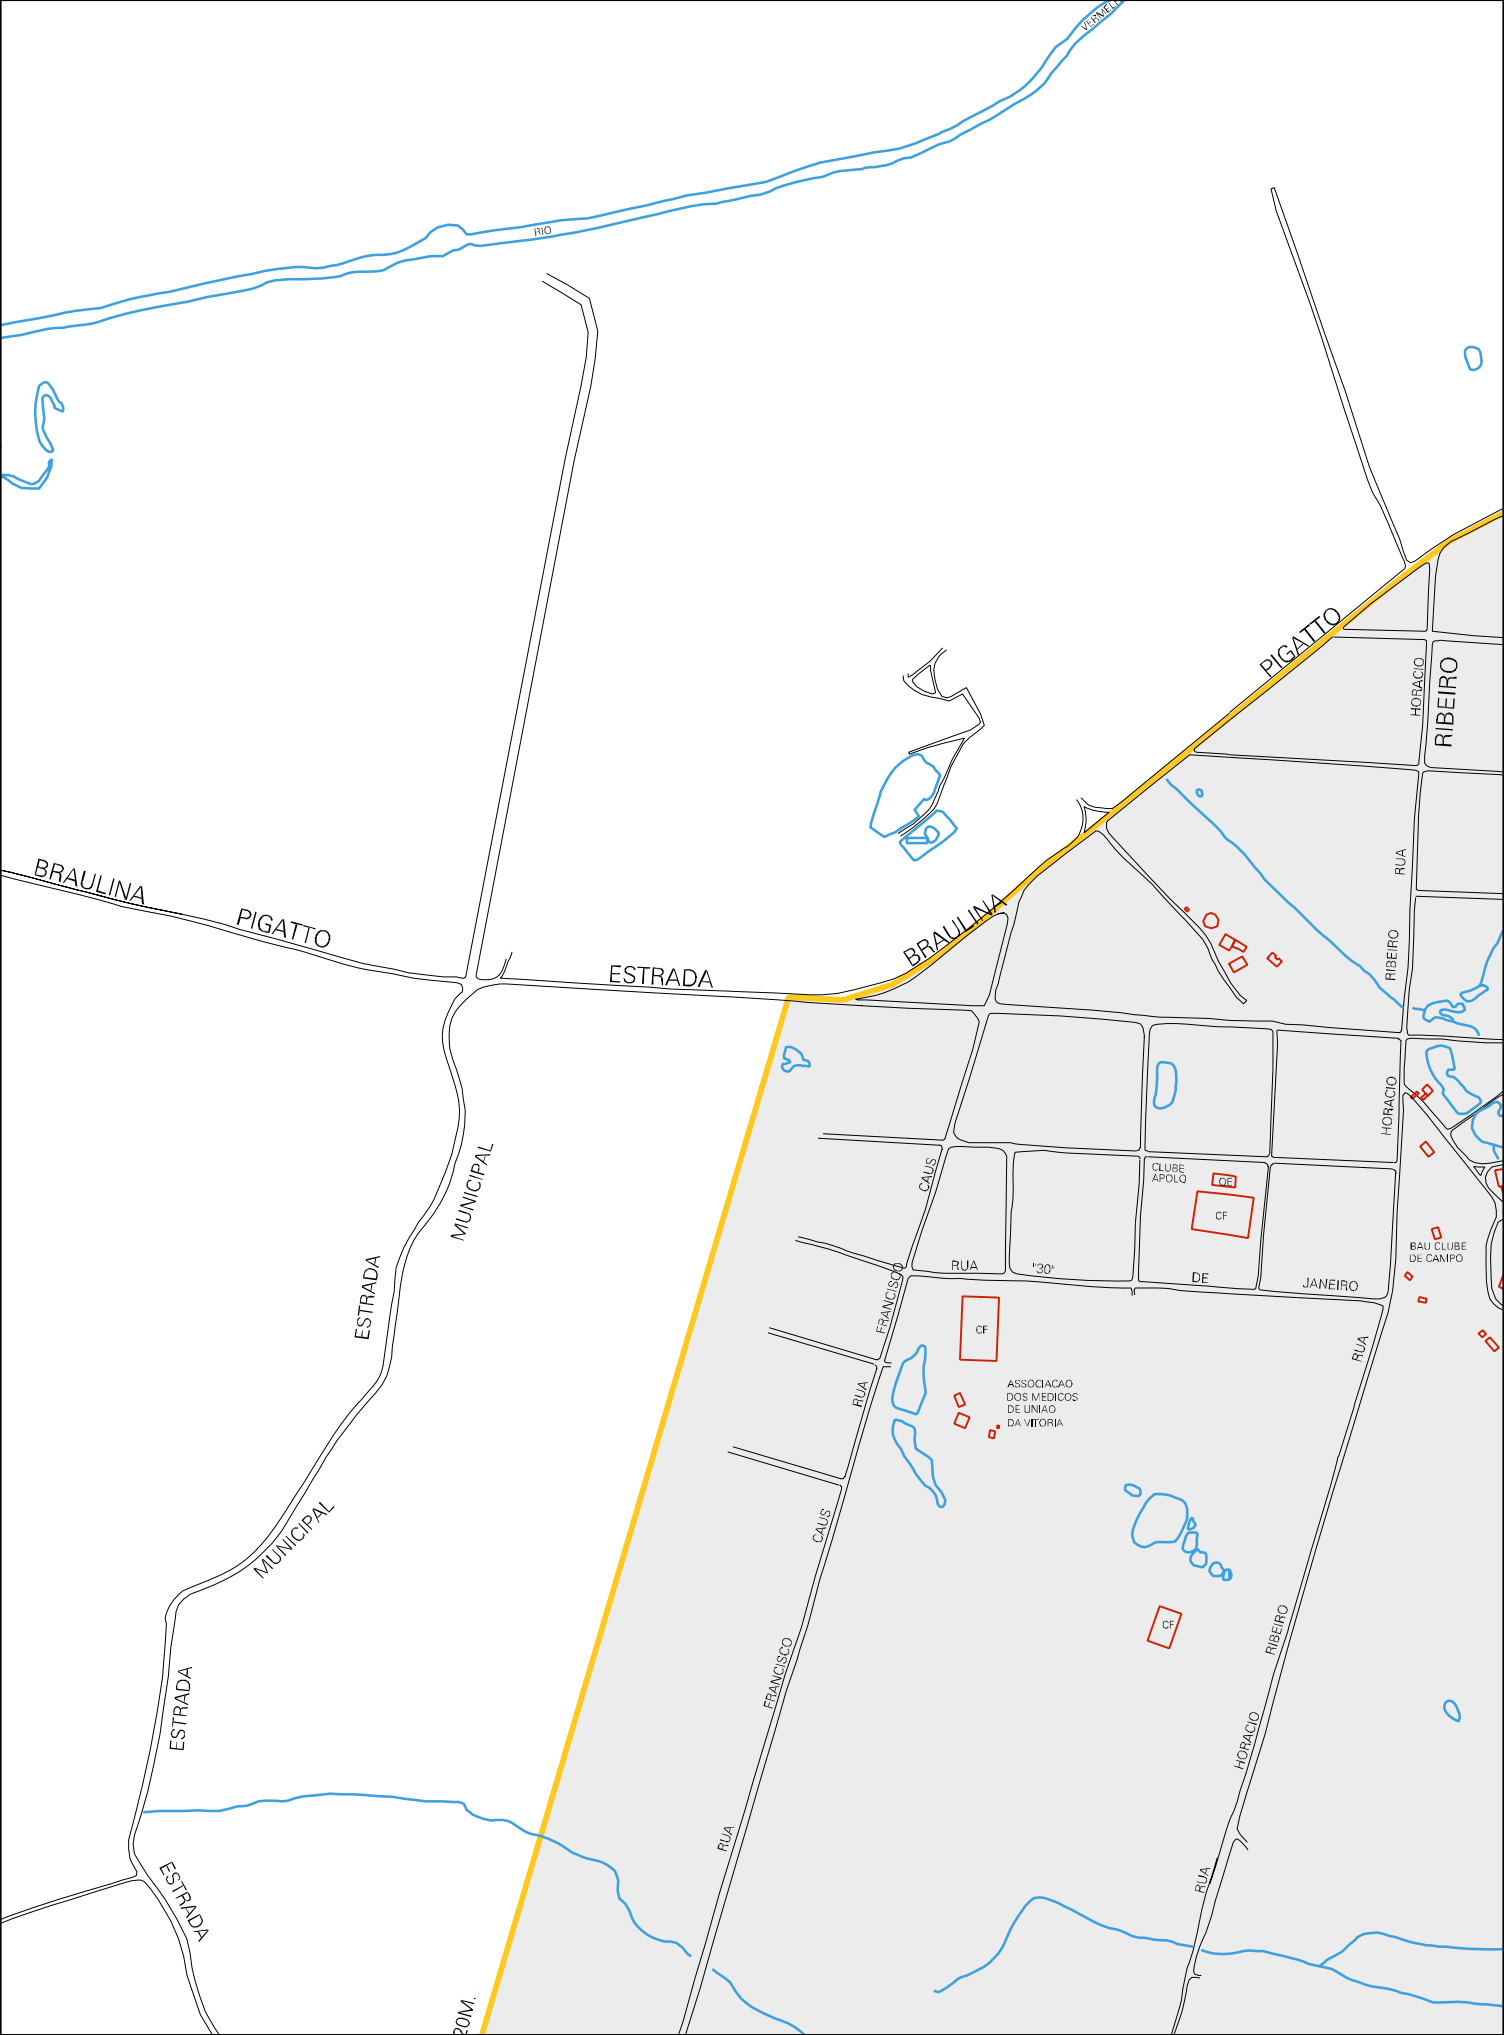 VERMELHO
RIO
PIGATTO
HORACIO
RIBEIRO
RUA
BRAULINA
PIGATTO
BRAULINA
RIBEIRO
ESTRADA
HORACIO
MUNICIPAL
CAUS
CLUBE
APOLO
QE
CF
BAU CLUBE
DE CAMPO
ESTRADA
RUA
"30"
DE
JANEIRO
FRANCISCO
CF
RUA
RUA
ASSOCIACAO
DOS MEDICOS
DE UNIAO
DA VITORIA
MUNICIPAL
CAUS
CF
RIBEIRO
FRANCISCO
ESTRADA
HORACIO
RUA
RUA
ESTRADA
20M.